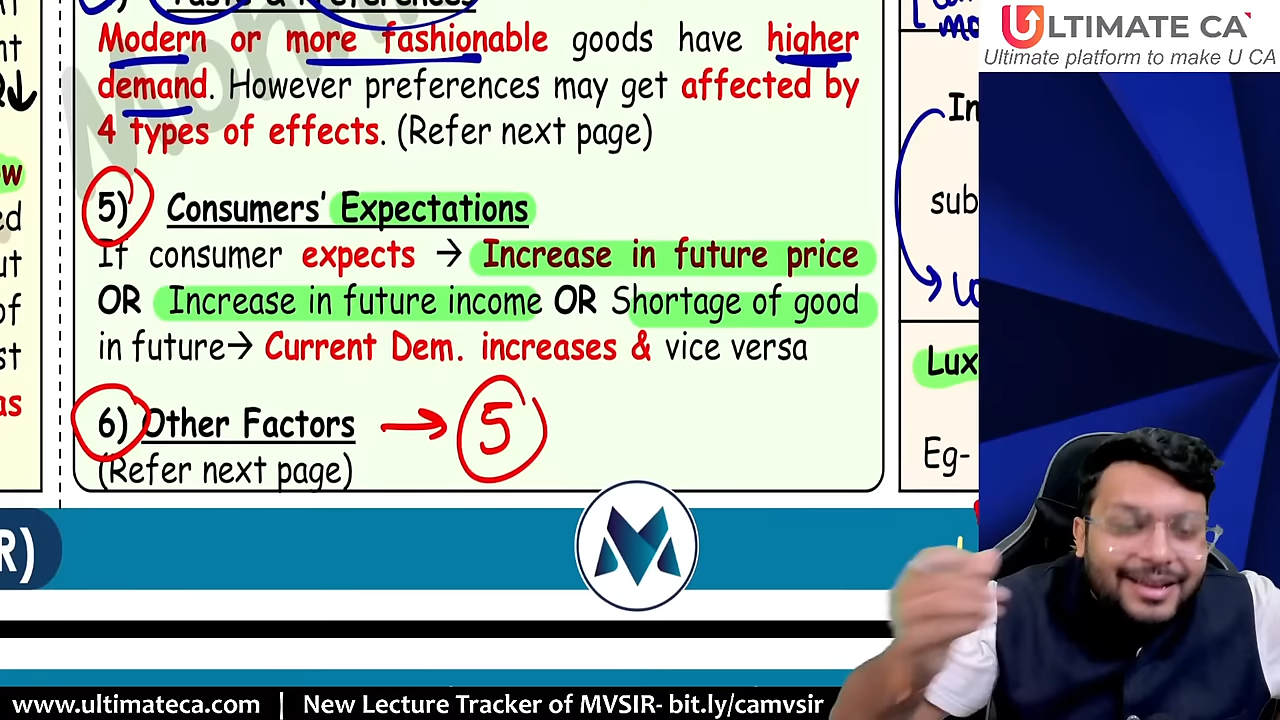 Taste & Preferences
Modern or more fashionable goods have higher
demand. However preferences may get affected by
4 types of effects. (Refer next page)
5) Consumers' Expectations
If consumer expects → Increase in future price
OR Increase in future income OR Shortage of good
in future→ Current Dem. increases & vice versa
6) Other Factors → 5
(Refer next page)
ULTIMATE CA
Ultimate platform to make U CA
In
sub
Lux
Eg-
R)
www.ultimateca.com | New Lecture Tracker of MVSIR- bit.ly/camvsir